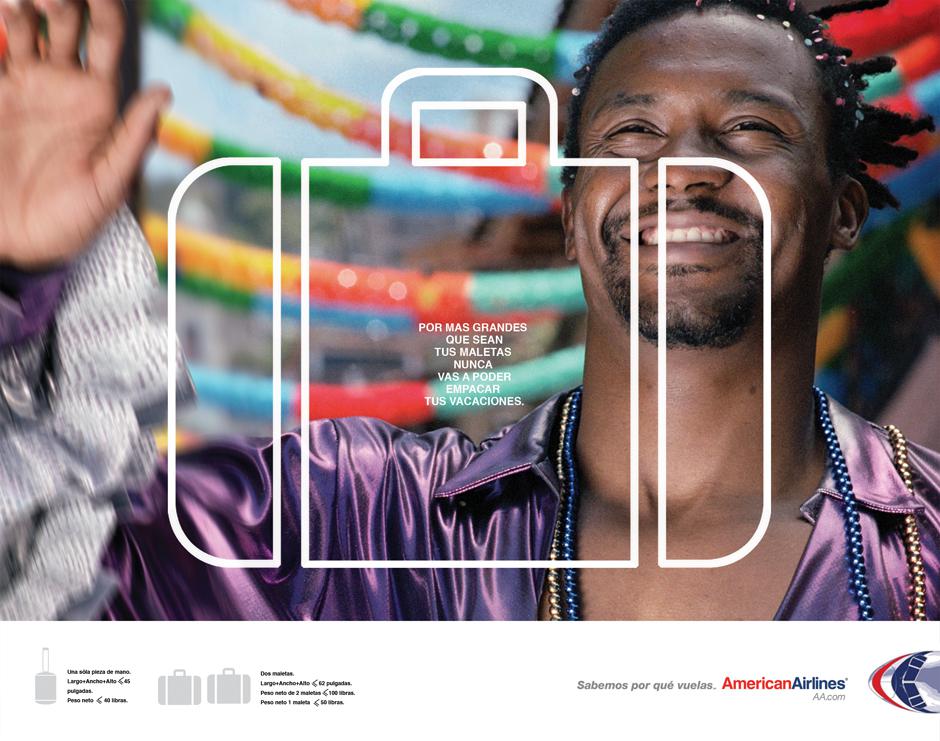 POR MAS GRANDES
QUE SEAN
TUS MALETAS
NUNCA
VAS A PODER
EMPACAR
TUS VACACIONES.
Una sóla pieza de mano.
Largo+Ancho+Alto ⩽45
pulgadas.
Peso neto ⩽ 40 libras.
Dos maletas.
Largo+Ancho+Alto ⩽ 62 pulgadas.
Peso neto de 2 maletas ⩽100 libras.
Peso neto 1 maleta ⩽ 50 libras.
Sabemos por qué vuelas. AmericanAirlines®
AA.com